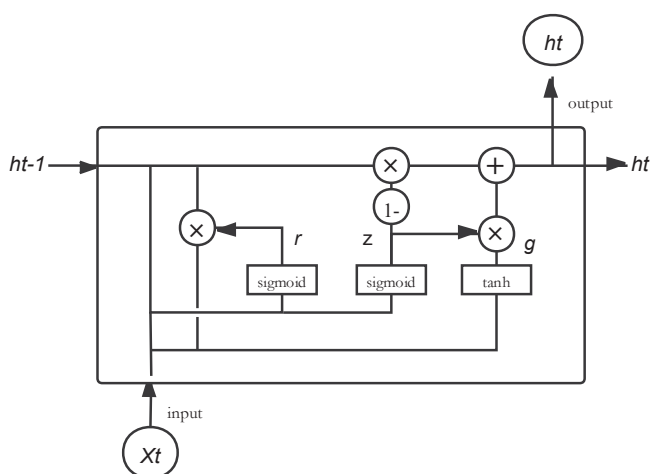 ht
output
ht-1
×
+
ht
1-
×
r
z
×
g
sigmoid
sigmoid
tanh
input
Xt